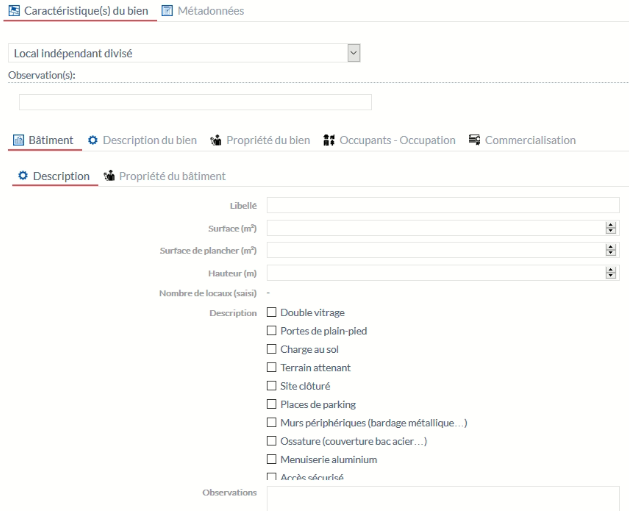 Caractéristique(s) du bien Métadonnées
Local indépendant divisé
Observation(s):
Bâtiment Description du bien Propriété du bien Occupants - Occupation Commercialisation
Description Propriété du bâtiment
Libellé
Surface (m²)
Surface de plancher (m²)
Hauteur (m)
Nombre de locaux (saisi) -
Description Double vitrage
Portes de plain-pied
Charge au sol
Terrain attenant
Site clôturé
Places de parking
Murs périphériques (bardage métallique...)
Ossature (couverture bac acier...)
Menuiserie aluminium
Accès sécurisé
Observations